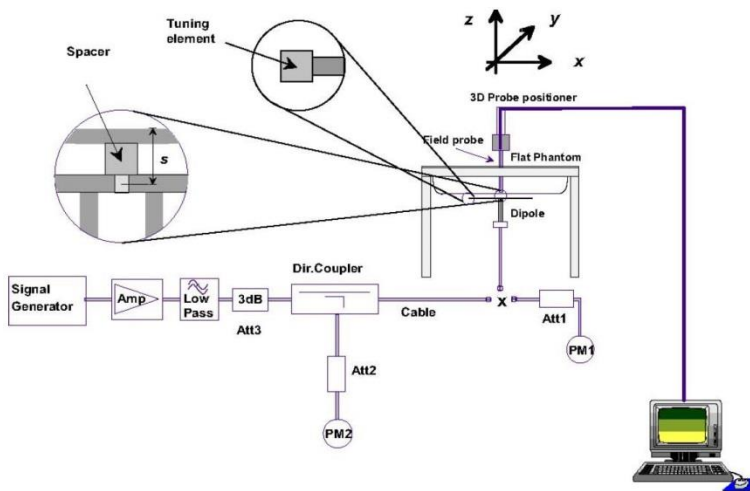 Tuning
element
Spacer
s
z
y
x
3D Probe positioner
Field probe
Flat Phantom
Dipole
Signal
Generator
Amp
Low
Pass
3dB
Att3
Dir.Coupler
Cable
x
Att1
PM1
Att2
PM2